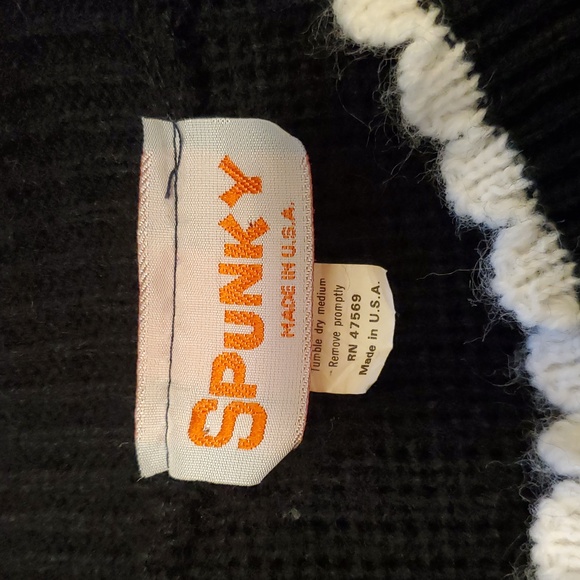 SPUNKY
MADE IN U.S.A.
Tumble dry medium
Remove promptly
RN 47569
Made in U.S.A.